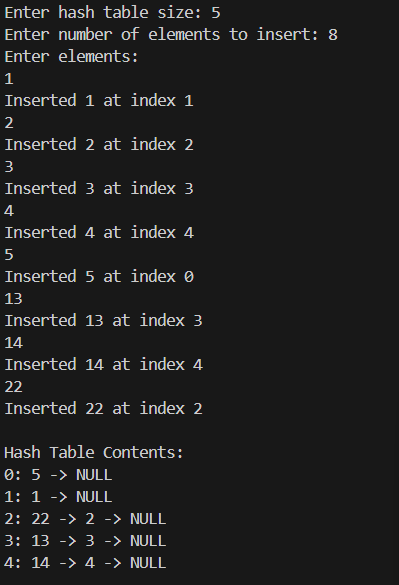 Enter hash table size: 5
Enter number of elements to insert: 8
Enter elements:
1
Inserted 1 at index 1
2
Inserted 2 at index 2
3
Inserted 3 at index 3
4
Inserted 4 at index 4
5
Inserted 5 at index 0
13
Inserted 13 at index 3
14
Inserted 14 at index 4
22
Inserted 22 at index 2

Hash Table Contents:
0: 5 -> NULL
1: 1 -> NULL
2: 22 -> 2 -> NULL
3: 13 -> 3 -> NULL
4: 14 -> 4 -> NULL